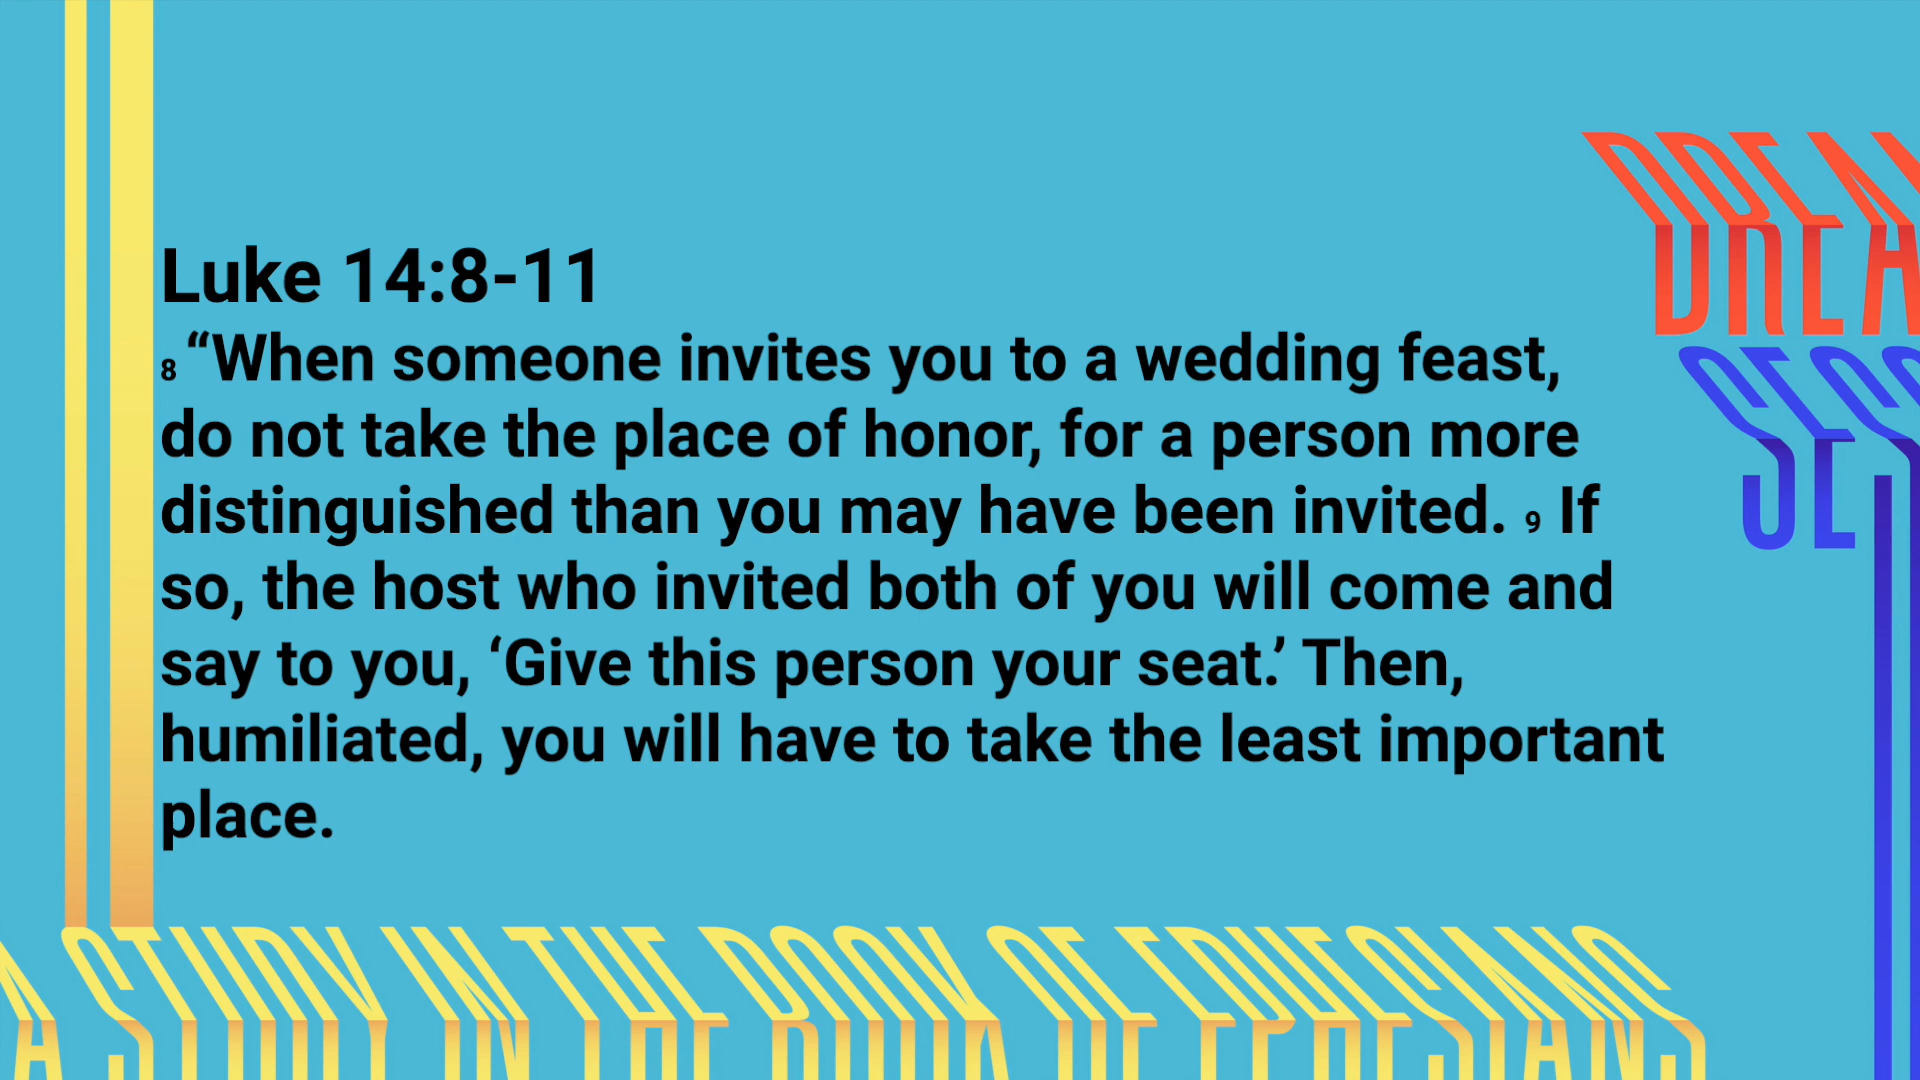 Luke 14:8-11
8 “When someone invites you to a wedding feast,
do not take the place of honor, for a person more
distinguished than you may have been invited. 9 If
so, the host who invited both of you will come and
say to you, ‘Give this person your seat.’ Then,
humiliated, you will have to take the least important
place.
A STUDY IN THE BOOK OF EPHESIANS